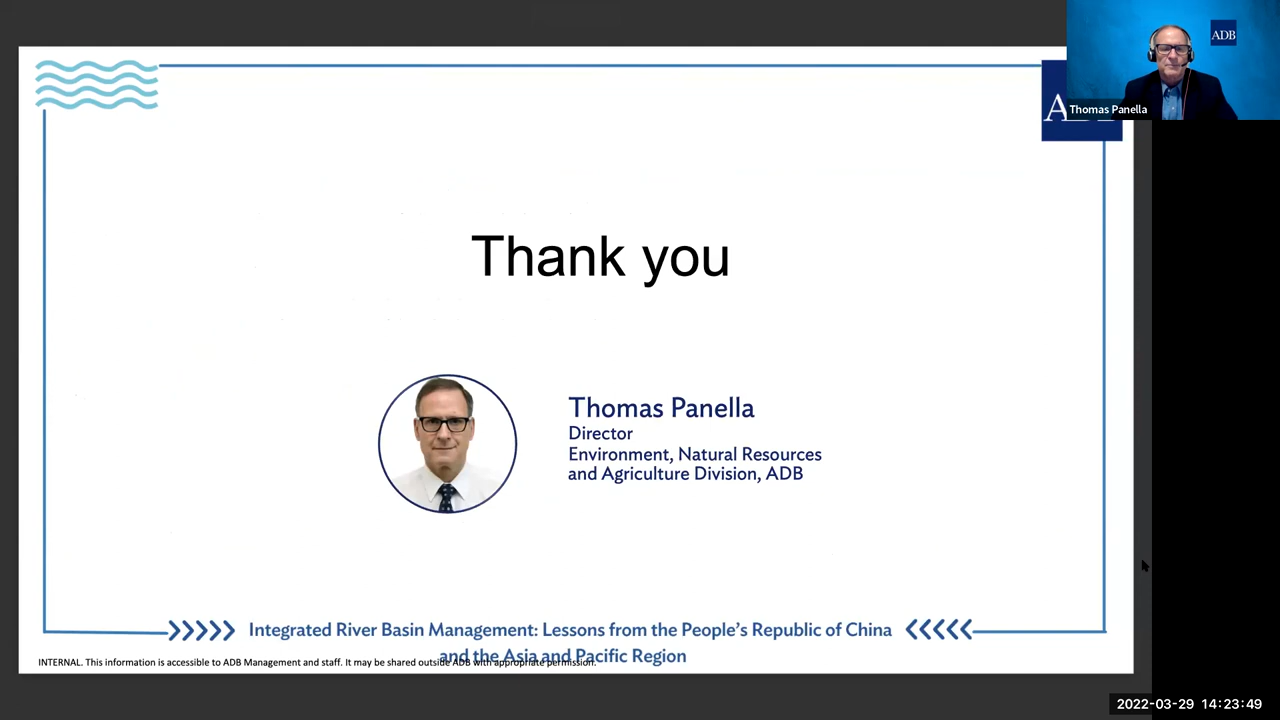 ADB
Thomas Panella
Thank you
Thomas Panella
Director
Environment, Natural Resources
and Agriculture Division, ADB
Integrated River Basin Management: Lessons from the People's Republic of China
and the Asia and Pacific Region
INTERNAL. This information is accessible to ADB Management and staff. It may be shared outside ADB with appropriate permission.
2022-03-29 14:23:49